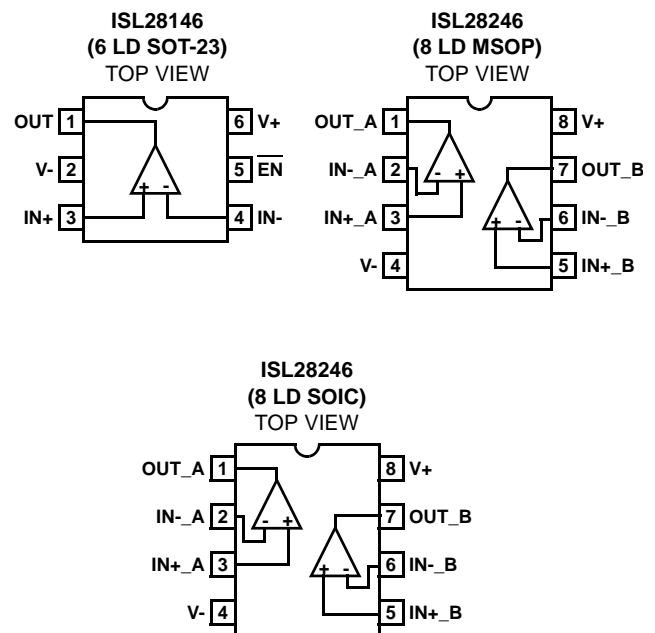 ISL28146
(6 LD SOT-23)
TOP VIEW
OUT 1
6 V+
V- 2
5 EN
IN+ 3
4 IN-
+ -
ISL28246
(8 LD MSOP)
TOP VIEW
OUT_A 1
8 V+
IN-_A 2
7 OUT_B
IN+_A 3
6 IN-_B
V- 4
5 IN+_B
- +
+ -
ISL28246
(8 LD SOIC)
TOP VIEW
OUT_A 1
8 V+
IN-_A 2
7 OUT_B
IN+_A 3
6 IN-_B
V- 4
5 IN+_B
- +
+ -